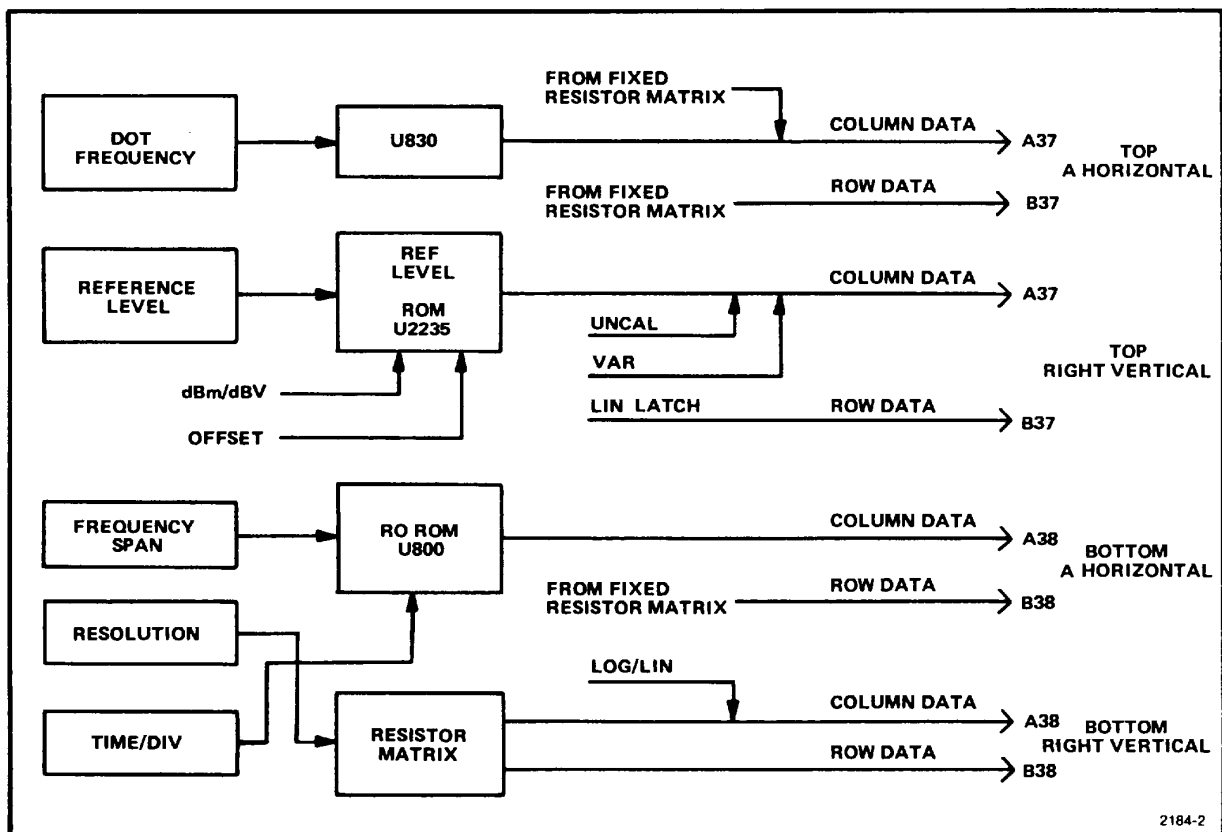 DOT
FREQUENCY
U830
FROM FIXED
RESISTOR MATRIX
COLUMN DATA
A37
TOP
A HORIZONTAL
FROM FIXED
RESISTOR MATRIX
ROW DATA
B37
REFERENCE
LEVEL
REF
LEVEL
ROM
U2235
COLUMN DATA
A37
UNCAL
VAR
TOP
RIGHT VERTICAL
dBm/dBV
OFFSET
LIN LATCH
ROW DATA
B37
FREQUENCY
SPAN
RO ROM
U800
COLUMN DATA
A38
BOTTOM
A HORIZONTAL
FROM FIXED
RESISTOR MATRIX
ROW DATA
B38
RESOLUTION
LOG/LIN
TIME/DIV
RESISTOR
MATRIX
COLUMN DATA
A38
BOTTOM
RIGHT VERTICAL
ROW DATA
B38
2184-2